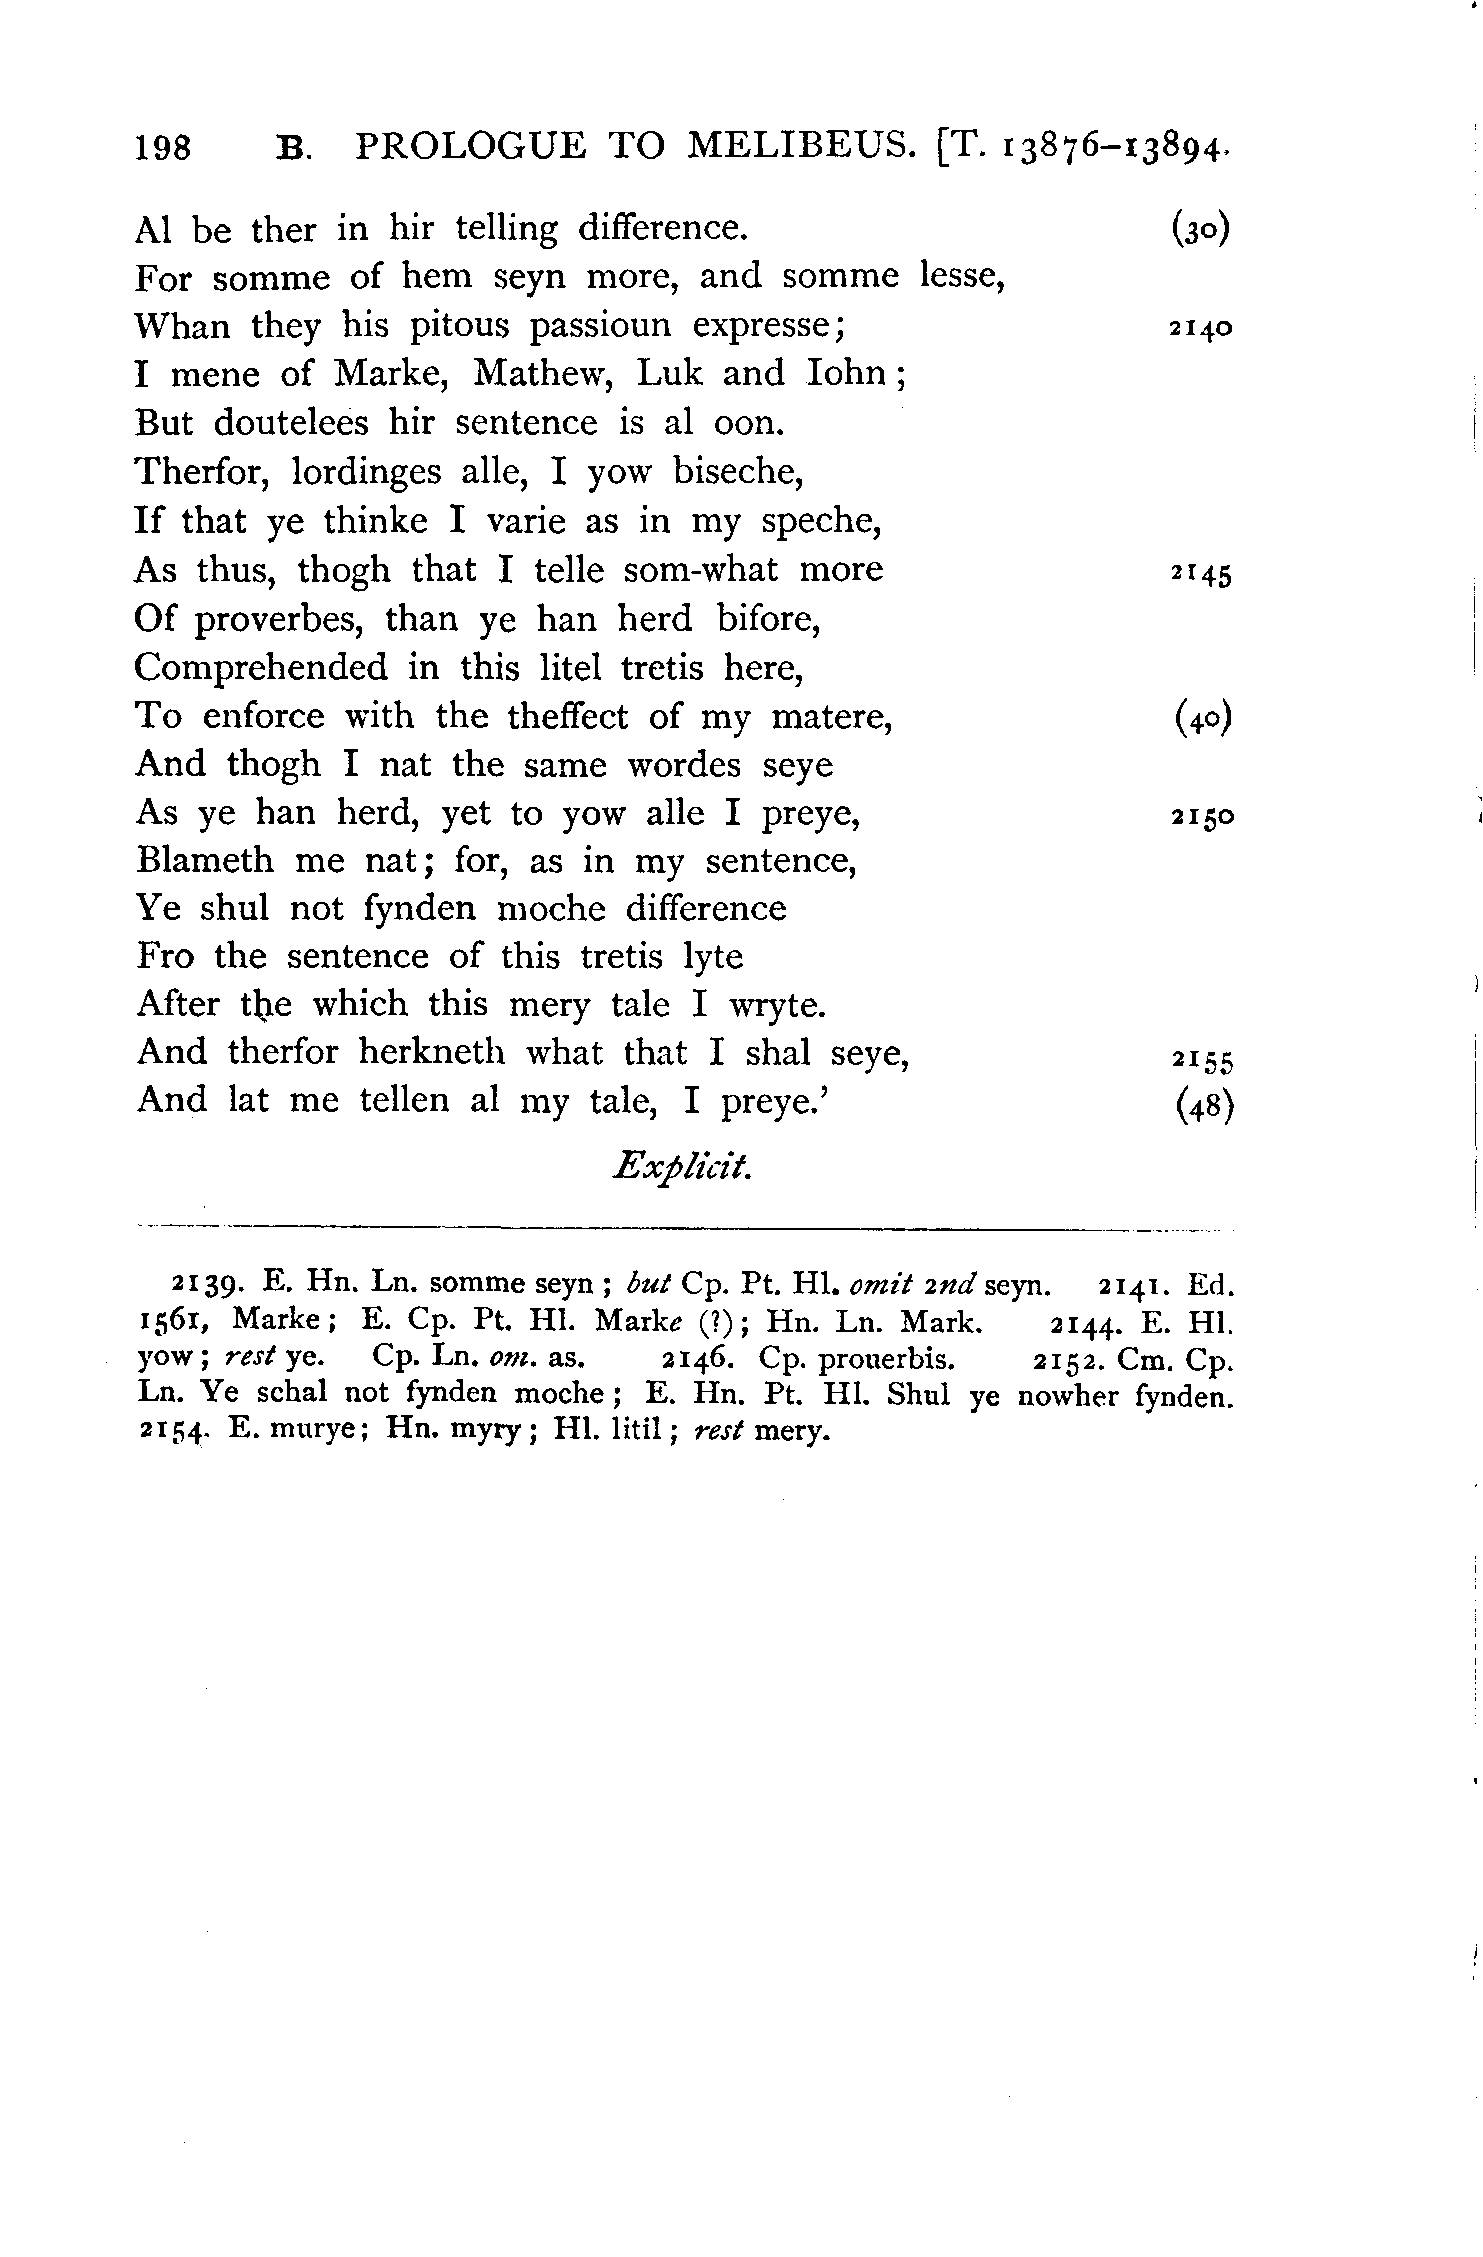 198 B. PROLOGUE TO MELIBEUS. [T. 13876–13894.
Al be ther in hir telling difference. (30)
For somme of hem seyn more, and somme lesse,
Whan they his pitous passioun expresse; 2140
I mene of Marke, Mathew, Luk and Iohn ;
But doutelees hir sentence is al oon.
Therfor, lordinges alle, I yow biseche,
If that ye thinke I varie as in my speche,
As thus, thogh that I telle som-what more 2145
Of proverbes, than ye han herd bifore,
Comprehended in this litel tretis here,
To enforce with the theffect of my matere, (40)
And thogh I nat the same wordes seye
As ye han herd, yet to yow alle I preye, 2150
Blameth me nat; for, as in my sentence,
Ye shul not fynden moche difference
Fro the sentence of this tretis lyte
After the which this mery tale I wryte.
And therfor herkneth what that I shal seye, 2155
And lat me tellen al my tale, I preye.’ (48)
Explicit.
2139. E. Hn. Ln. somme seyn ; but Cp. Pt. Hl. omit 2nd seyn. 2141. Ed.
1561, Marke ; E. Cp. Pt. Hl. Marke (?) ; Hn. Ln. Mark. 2144. E. Hl.
yow ; rest ye. Cp. Ln. om. as. 2146. Cp. prouerbis. 2152. Cm. Cp.
Ln. Ye schal not fynden moche ; E. Hn. Pt. Hl. Shul ye nowher fynden.
2154. E. murye; Hn. myry ; Hl. litil ; rest mery.